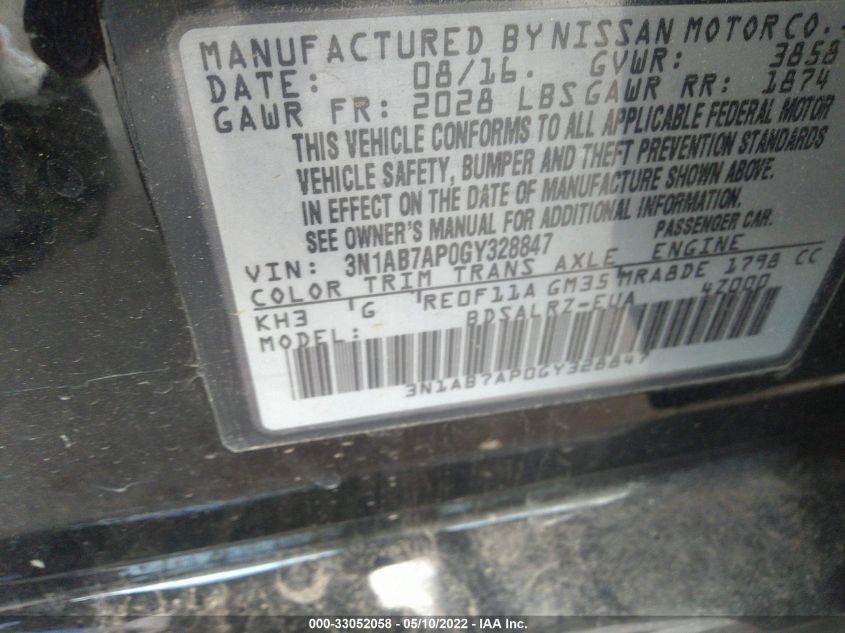 MANUFACTURED BY NISSAN MOTOR CO.,
DATE: 08/16. GVWR: 3858
GAWR FR: 2028 LBS GAWR RR: 1874
THIS VEHICLE CONFORMS TO ALL APPLICABLE FEDERAL MOTOR
VEHICLE SAFETY, BUMPER AND THEFT PREVENTION STANDARDS
IN EFFECT ON THE DATE OF MANUFACTURE SHOWN ABOVE.
SEE OWNER'S MANUAL FOR ADDITIONAL INFORMATION.
VIN: 3N1AB7AP0GY328847 PASSENGER CAR.
COLOR TRIM TRANS AXLE ENGINE
KH3 G RE0F11A GM35 MRA8DE 1798 CC
MODEL: BDSALRZ-EUA 42000
3N1AB7AP0GY328847
000-33052058 - 05/10/2022 - IAA Inc.